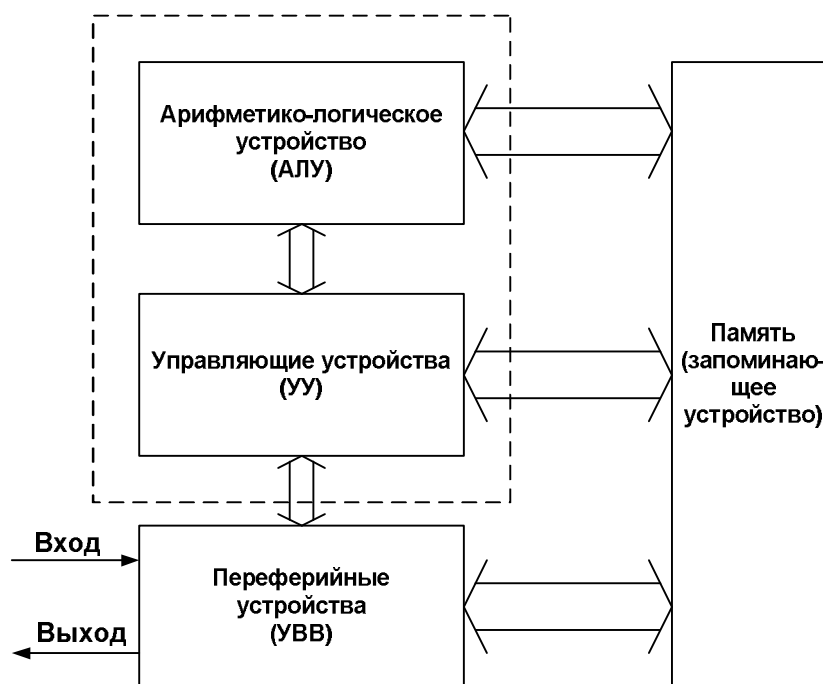 Арифметико-логическое
устройство
(АЛУ)
Управляющие устройства
(УУ)
Память
(запоминаю-
щее
устройство)
Вход
Выход
Переферийные
устройства
(УВВ)